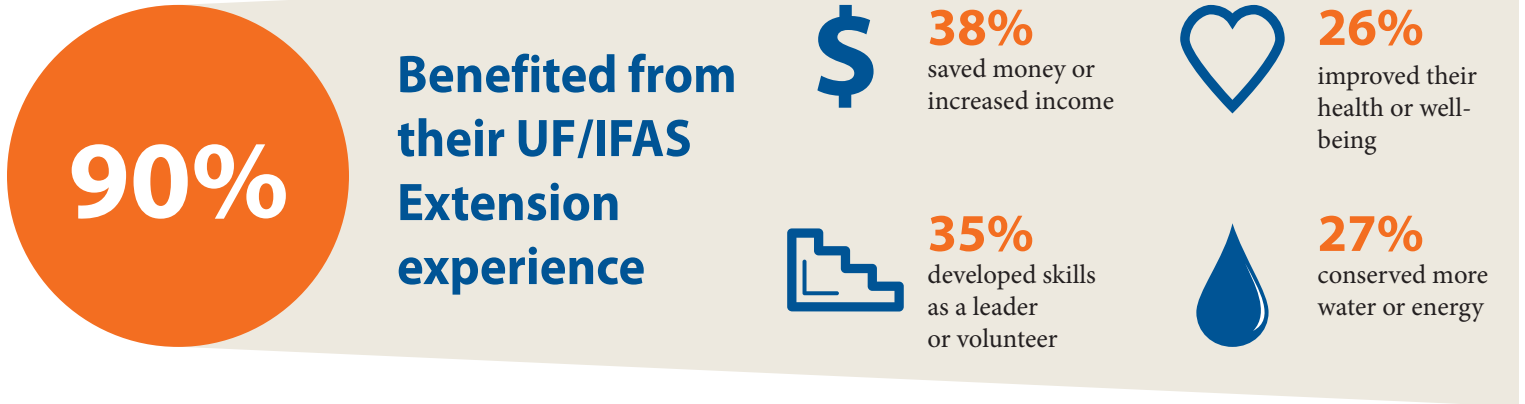 90%
Benefited from
their UF/IFAS
Extension
experience
38%
saved money or
increased income
26%
improved their
health or well-
being
35%
developed skills
as a leader
or volunteer
27%
conserved more
water or energy